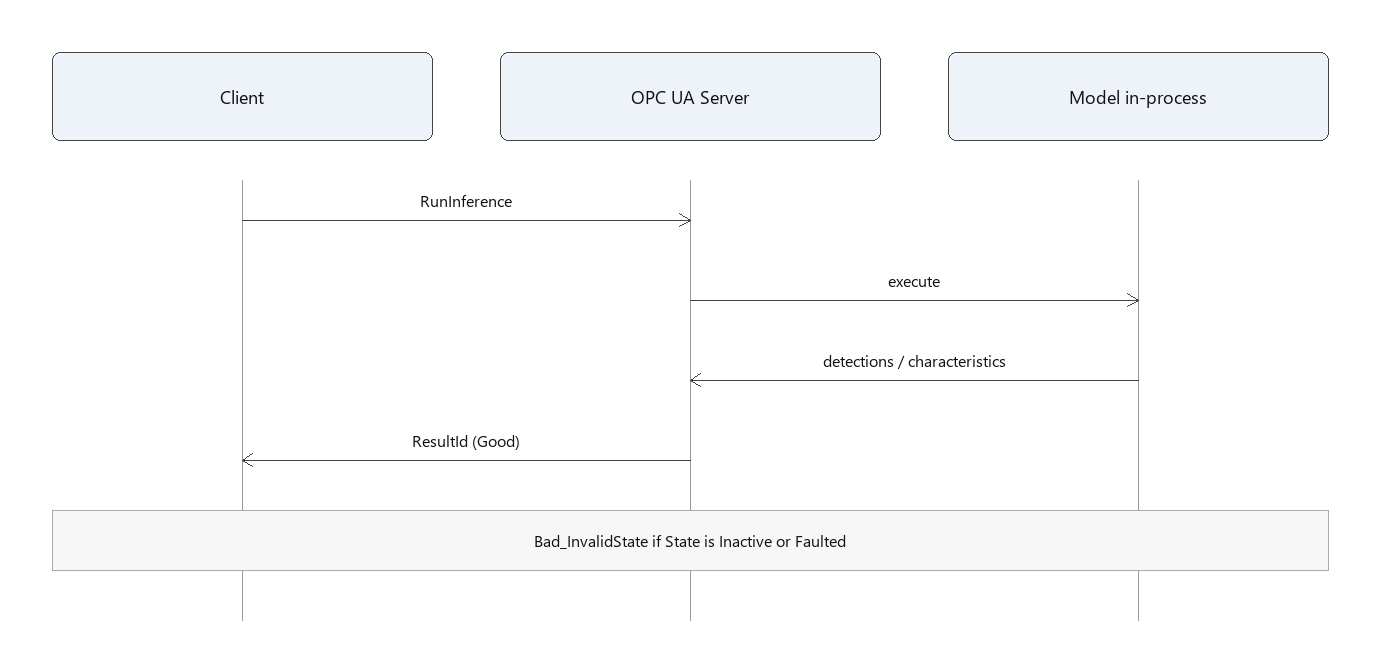 Client
OPC UA Server
Model in-process
RunInference
execute
detections / characteristics
ResultId (Good)
Bad_InvalidState if State is Inactive or Faulted